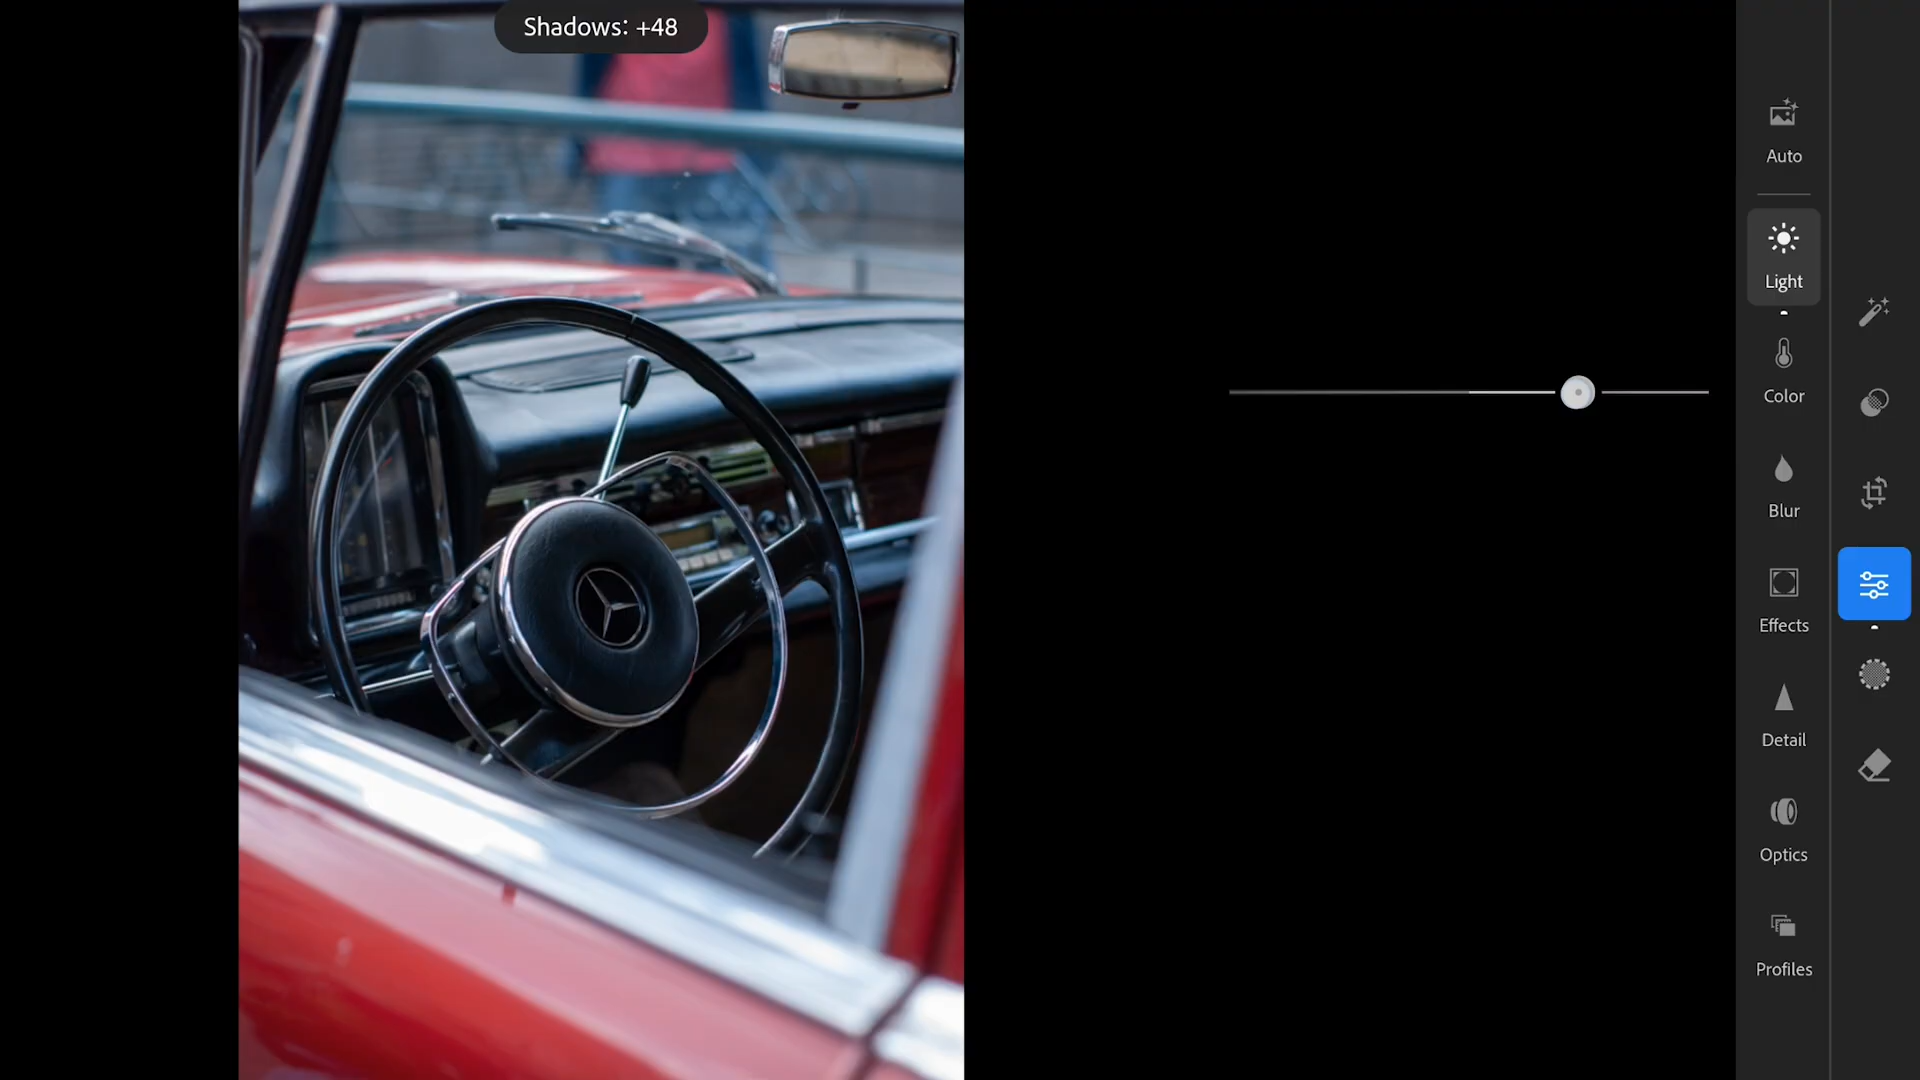 Shadows: +48
Auto
Light
Color
Blur
Effects
Detail
Optics
Profiles